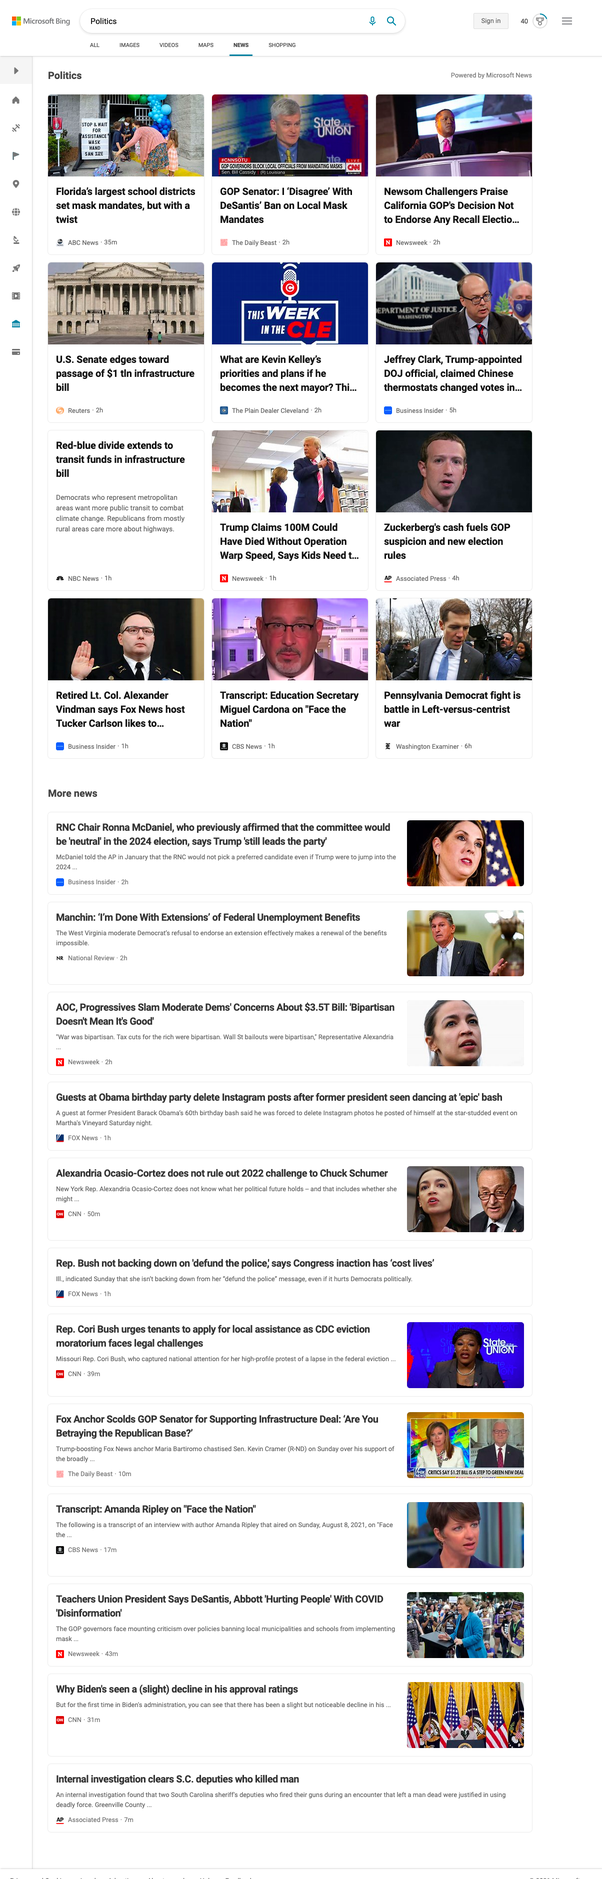 Microsoft Bing
Politics
Sign in
40
ALL
IMAGES
VIDEOS
MAPS
NEWS
SHOPPING
Politics
Powered by Microsoft News
STOP & WAIT
FOR
ASSISTANCE
MASK
HAND
SAN IZE
Florida's largest school districts
set mask mandates, but with a
twist
ABC News · 35m
State of the
UNION
#CNNSOTU
GOP GOVERNORS BLOCK LOCAL OFFICIALS FROM MANDATING MASKS
Sen. Bill Cassidy (R) Louisiana
CNN
GOP Senator: I 'Disagree' With
DeSantis' Ban on Local Mask
Mandates
The Daily Beast · 2h
Newsom Challengers Praise
California GOP's Decision Not
to Endorse Any Recall Electio...
Newsweek · 2h
U.S. Senate edges toward
passage of $1 tln infrastructure
bill
Reuters · 2h
THIS WEEK
IN THE CLE
What are Kevin Kelley's
priorities and plans if he
becomes the next mayor? Thi...
The Plain Dealer Cleveland · 2h
DEPARTMENT OF JUSTICE
WASHINGTON
Jeffrey Clark, Trump-appointed
DOJ official, claimed Chinese
thermostats changed votes in...
Business Insider · 5h
Red-blue divide extends to
transit funds in infrastructure
bill
Democrats who represent metropolitan
areas want more public transit to combat
climate change. Republicans from mostly
rural areas care more about highways.
NBC News · 1h
Trump Claims 100M Could
Have Died Without Operation
Warp Speed, Says Kids Need t...
Newsweek · 1h
Zuckerberg's cash fuels GOP
suspicion and new election
rules
AP
Associated Press · 4h
Retired Lt. Col. Alexander
Vindman says Fox News host
Tucker Carlson likes to...
Business Insider · 1h
Transcript: Education Secretary
Miguel Cardona on "Face the
Nation"
CBS News · 1h
Pennsylvania Democrat fight is
battle in Left-versus-centrist
war
Washington Examiner · 6h
More news
RNC Chair Ronna McDaniel, who previously affirmed that the committee would
be 'neutral' in the 2024 election, says Trump 'still leads the party'
McDaniel told the AP in January that the RNC would not pick a preferred candidate even if Trump were to jump into the
2024 ...
Business Insider · 2h
Manchin: 'I'm Done With Extensions' of Federal Unemployment Benefits
The West Virginia moderate Democrat's refusal to endorse an extension effectively makes a renewal of the benefits
impossible.
NR
National Review · 2h
AOC, Progressives Slam Moderate Dems' Concerns About $3.5T Bill: 'Bipartisan
Doesn't Mean It's Good'
"War was bipartisan. Tax cuts for the rich were bipartisan. Wall St bailouts were bipartisan," Representative Alexandria
...
Newsweek · 2h
Guests at Obama birthday party delete Instagram posts after former president seen dancing at 'epic' bash
A guest at former President Barack Obama's 60th birthday bash said he was forced to delete Instagram photos he posted of himself at the star-studded event on
Martha's Vineyard Saturday night.
FOX News · 1h
Alexandria Ocasio-Cortez does not rule out 2022 challenge to Chuck Schumer
New York Rep. Alexandria Ocasio-Cortez does not know what her political future holds – and that includes whether she
might ...
CNN · 50m
Rep. Bush not backing down on 'defund the police,' says Congress inaction has 'cost lives'
Ill., indicated Sunday that she isn't backing down from her "defund the police" message, even if it hurts Democrats politically.
FOX News · 1h
Rep. Cori Bush urges tenants to apply for local assistance as CDC eviction
moratorium faces legal challenges
Missouri Rep. Cori Bush, who captured national attention for her high-profile protest of a lapse in the federal eviction ...
CNN · 39m
State of the
UNION
Fox Anchor Scolds GOP Senator for Supporting Infrastructure Deal: 'Are You
Betraying the Republican Base?'
Trump-boosting Fox News anchor Maria Bartiromo chastised Sen. Kevin Cramer (R-ND) on Sunday over his support of
the broadly ...
The Daily Beast · 10m
CRITICS SAY $1.2T BILL IS A STEP TO GREEN NEW DEAL
Transcript: Amanda Ripley on "Face the Nation"
The following is a transcript of an interview with author Amanda Ripley that aired on Sunday, August 8, 2021, on "Face
the ...
CBS News · 17m
Teachers Union President Says DeSantis, Abbott 'Hurting People' With COVID
'Disinformation'
The GOP governors face mounting criticism over policies banning local municipalities and schools from implementing
mask ...
Newsweek · 43m
Why Biden's seen a (slight) decline in his approval ratings
But for the first time in Biden's administration, you can see that there has been a slight but noticeable decline in his ...
CNN · 31m
Internal investigation clears S.C. deputies who killed man
An internal investigation found that two South Carolina sheriff's deputies who fired their guns during an encounter that left a man dead were justified in using
deadly force. Greenville County ...
AP
Associated Press · 7m